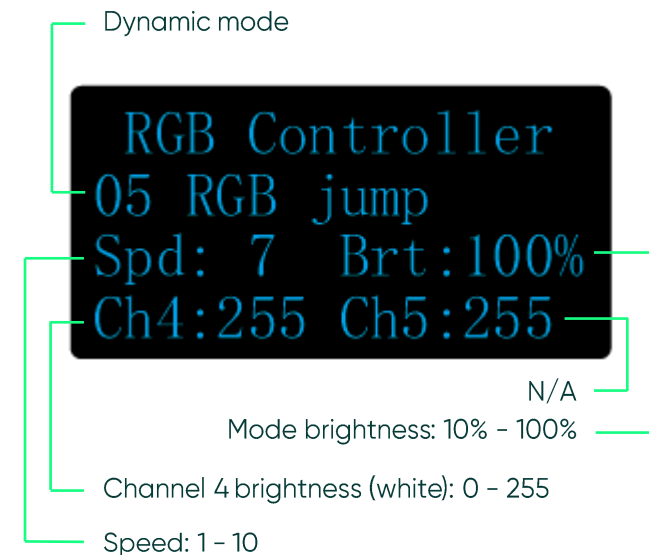 Dynamic mode
RGB Controller
05 RGB jump
Spd: 7 Brt:100%
Ch4:255 Ch5:255
N/A
Mode brightness: 10% - 100%
Channel 4 brightness (white): 0 - 255
Speed: 1 - 10